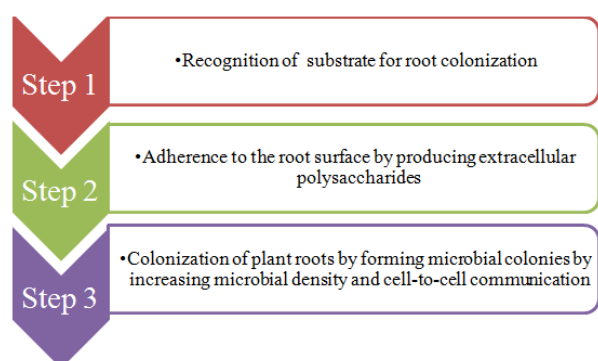 Step 1
•Recognition of substrate for root colonization
Step 2
•Adherence to the root surface by producing extracellular
polysaccharides
Step 3
•Colonization of plant roots by forming microbial colonies by
increasing microbial density and cell-to-cell communication